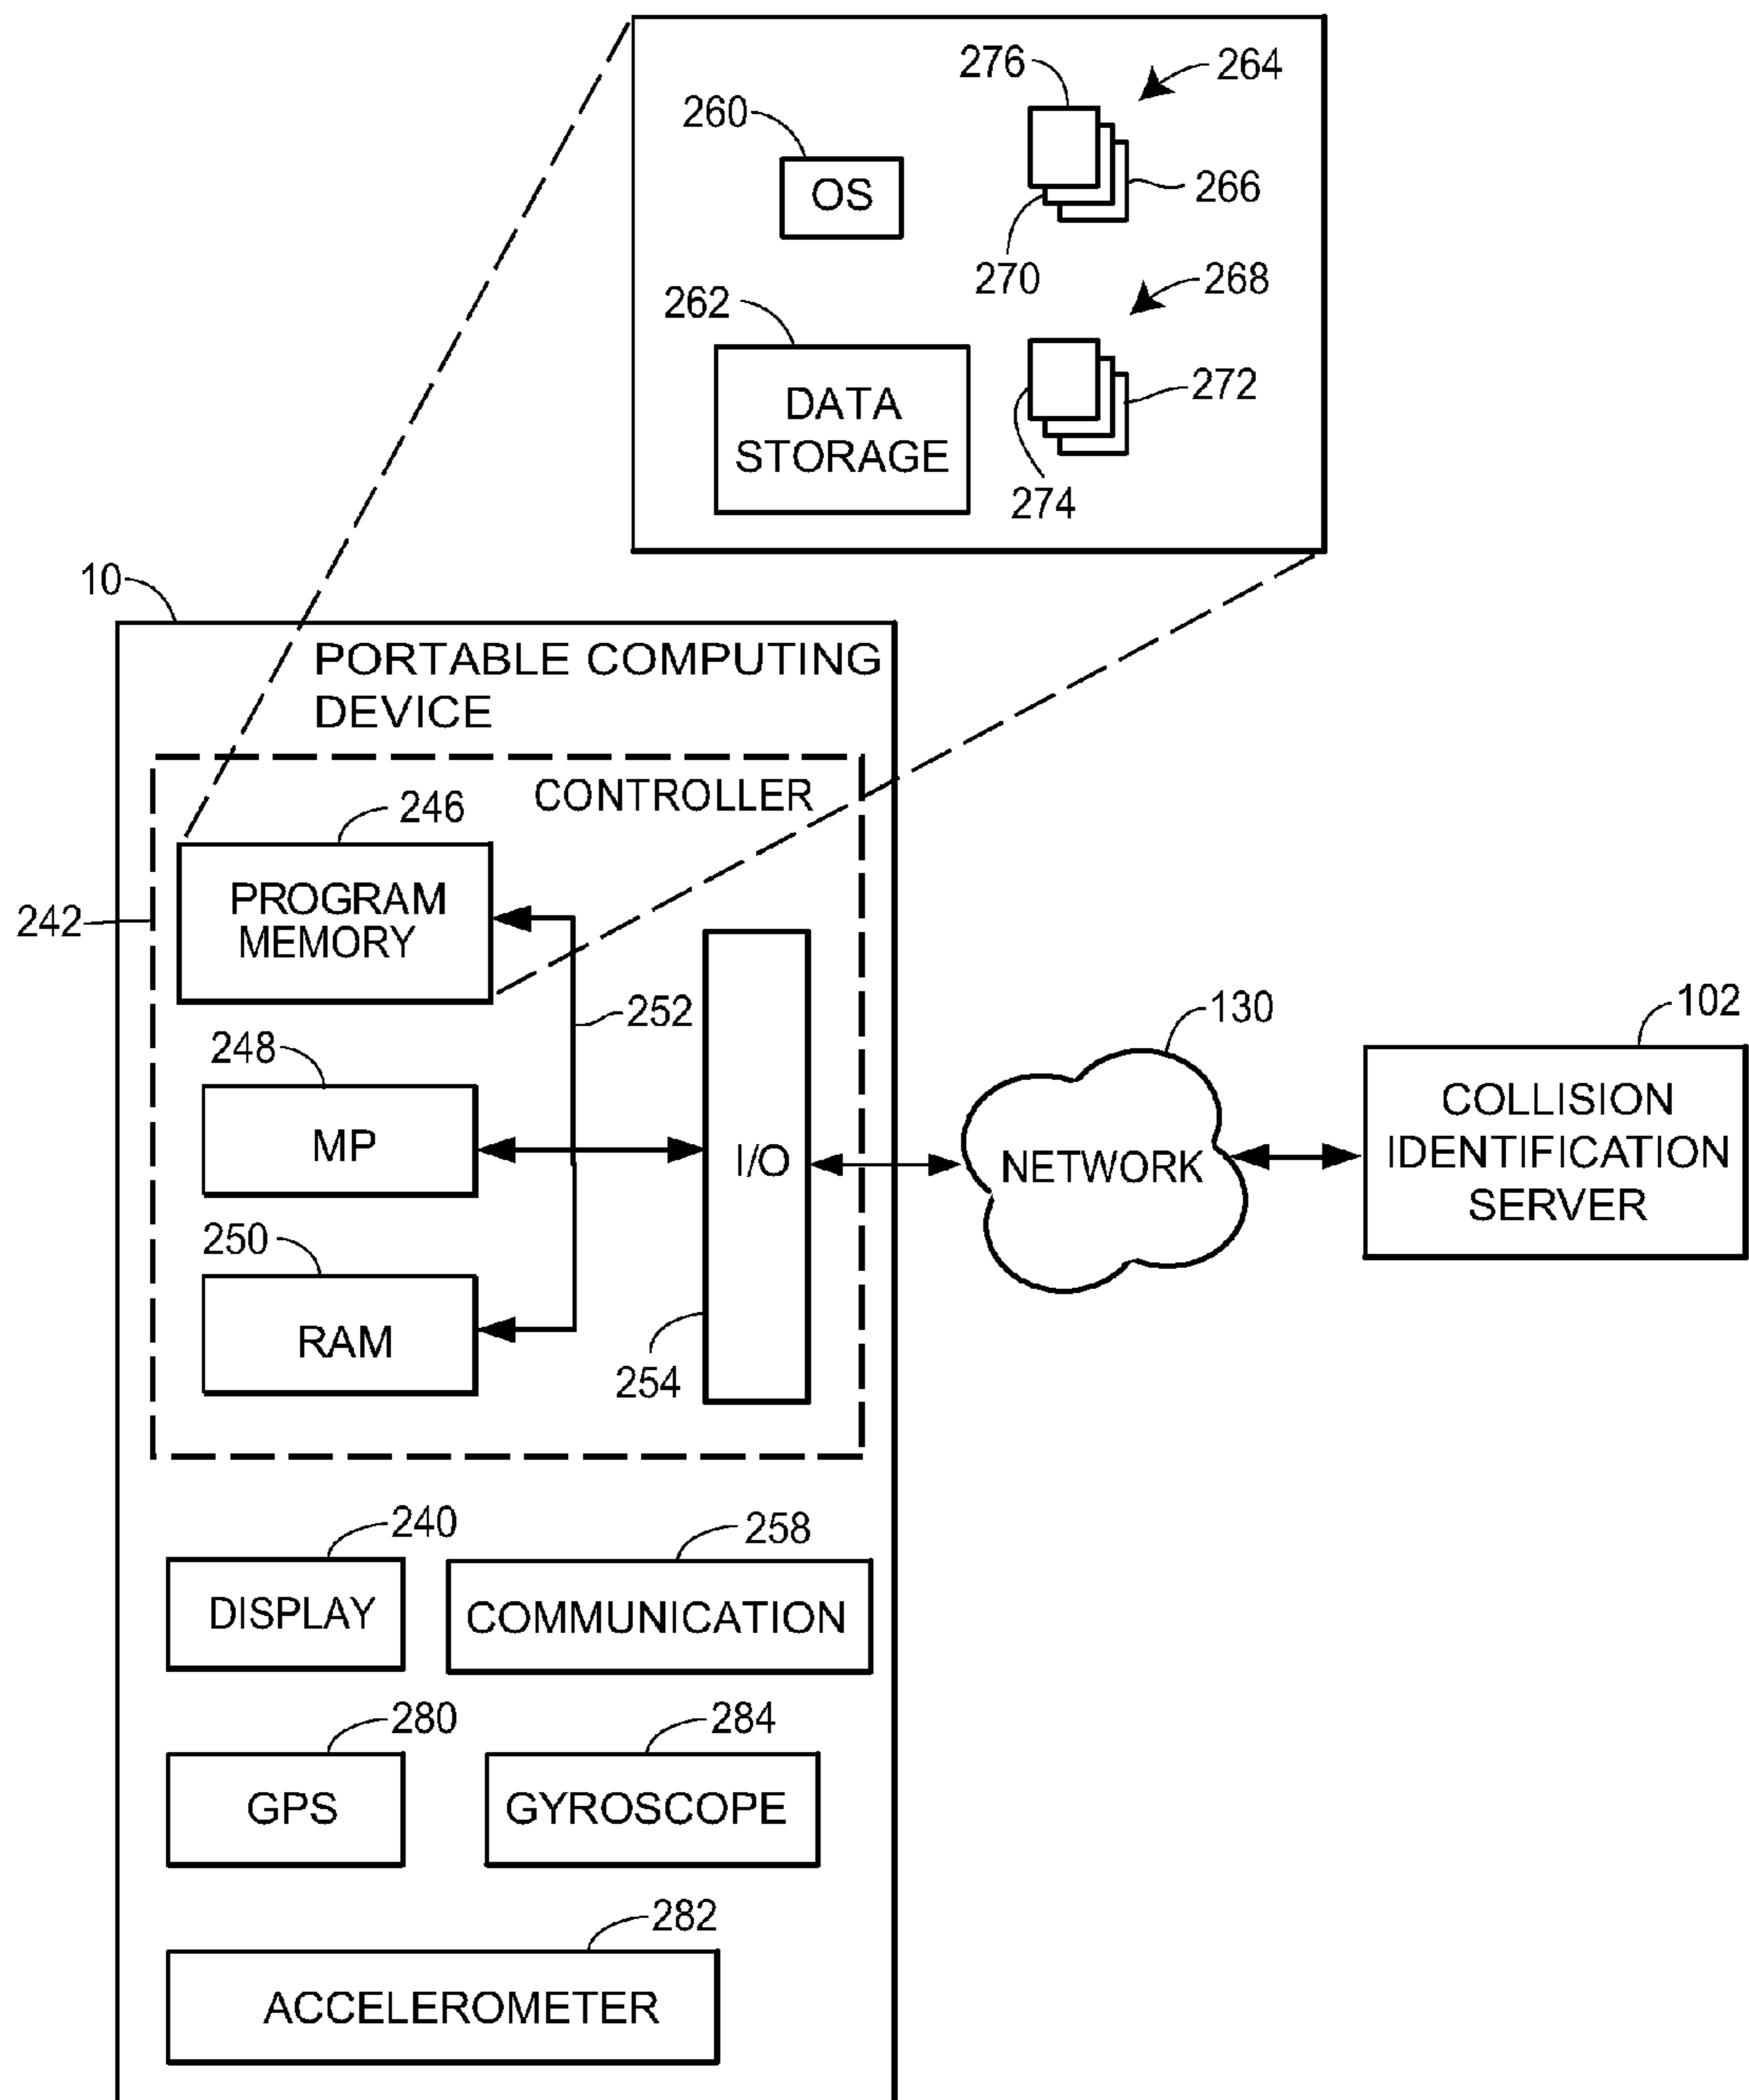 276
264
260
OS
266
270
268
262
DATA
STORAGE
272
274
10
PORTABLE COMPUTING
DEVICE
CONTROLLER
246
PROGRAM
MEMORY
242
252
248
MP
I/O
250
RAM
254
130
NETWORK
102
COLLISION
IDENTIFICATION
SERVER
240
DISPLAY
258
COMMUNICATION
280
GPS
284
GYROSCOPE
282
ACCELEROMETER